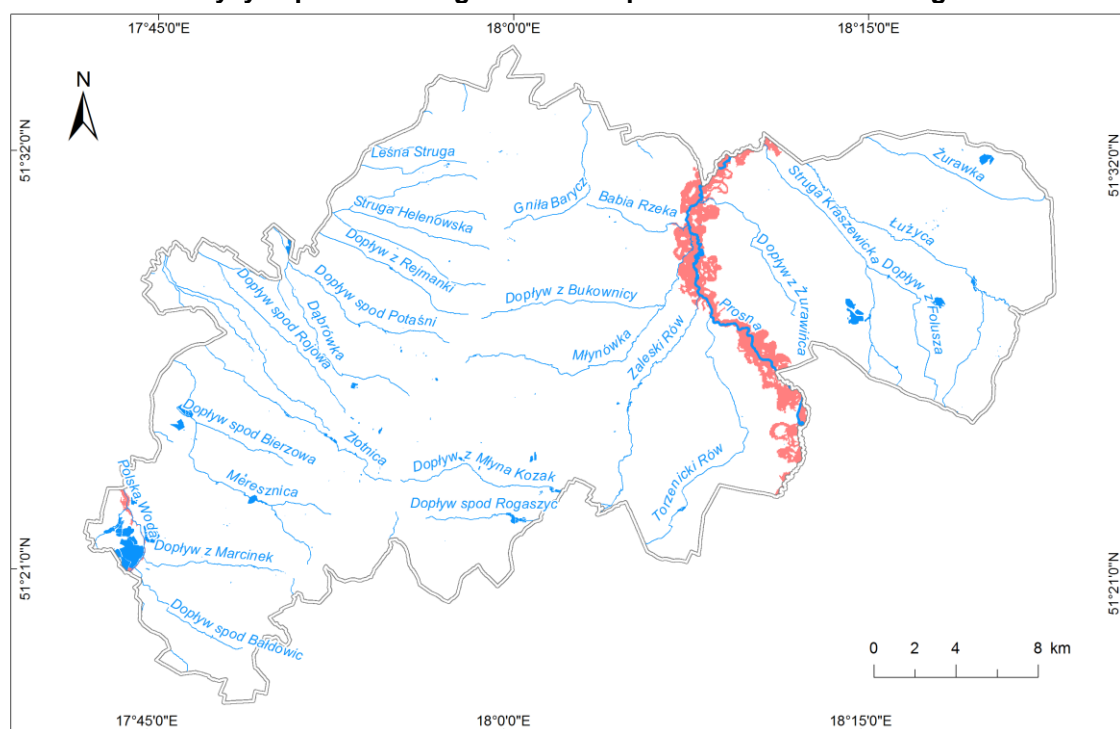 17°45'0"E
18°0'0"E
18°15'0"E
N
51°32'0"N
51°32'0"N
Leśna Struga
Żurawka
Struga Helenowska
Gniła Barycz
Babia Rzeka
Struga Kraszewicka
Łużyca
Dopływ z Rejmanki
Dopływ z Żurawińca
Dopływ z Foiusza
Dopływ spod Rojowa
Dąbrówka
Dopływ spod Potaśni
Dopływ z Bukownicy
Prosna
Młynówka
Zaleski Rów
Dopływ spod Bierzowa
Złotnica
Dopływ z Młyna Kozak
Torzenicki Rów
Polska Woda
Meresznica
Dopływ spod Rogaszyc
Dopływ z Marcinek
51°21'0"N
51°21'0"N
Dopływ spod Bałdowic
0 2 4 8 km
17°45'0"E
18°0'0"E
18°15'0"E